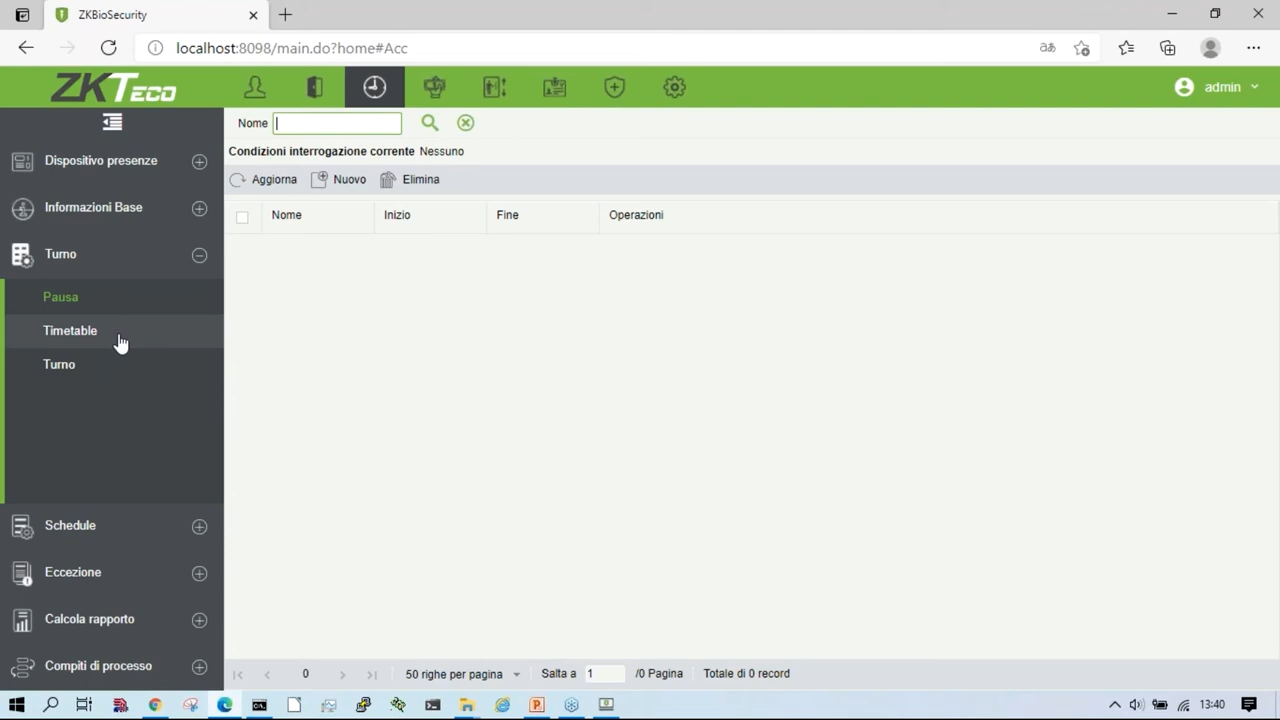 ZKBioSecurity
localhost:8098/main.do?home#Acc
ZKTeco
admin
Nome
Condizioni interrogazione corrente Nessuno
Aggiorna Nuovo Elimina
Nome Inizio Fine Operazioni
Dispositivo presenze
Informazioni Base
Turno
Pausa
Timetable
Turno
Schedule
Eccezione
Calcola rapporto
Compiti di processo
0 50 righe per pagina Salta a 1 /0 Pagina Totale di 0 record
13:40